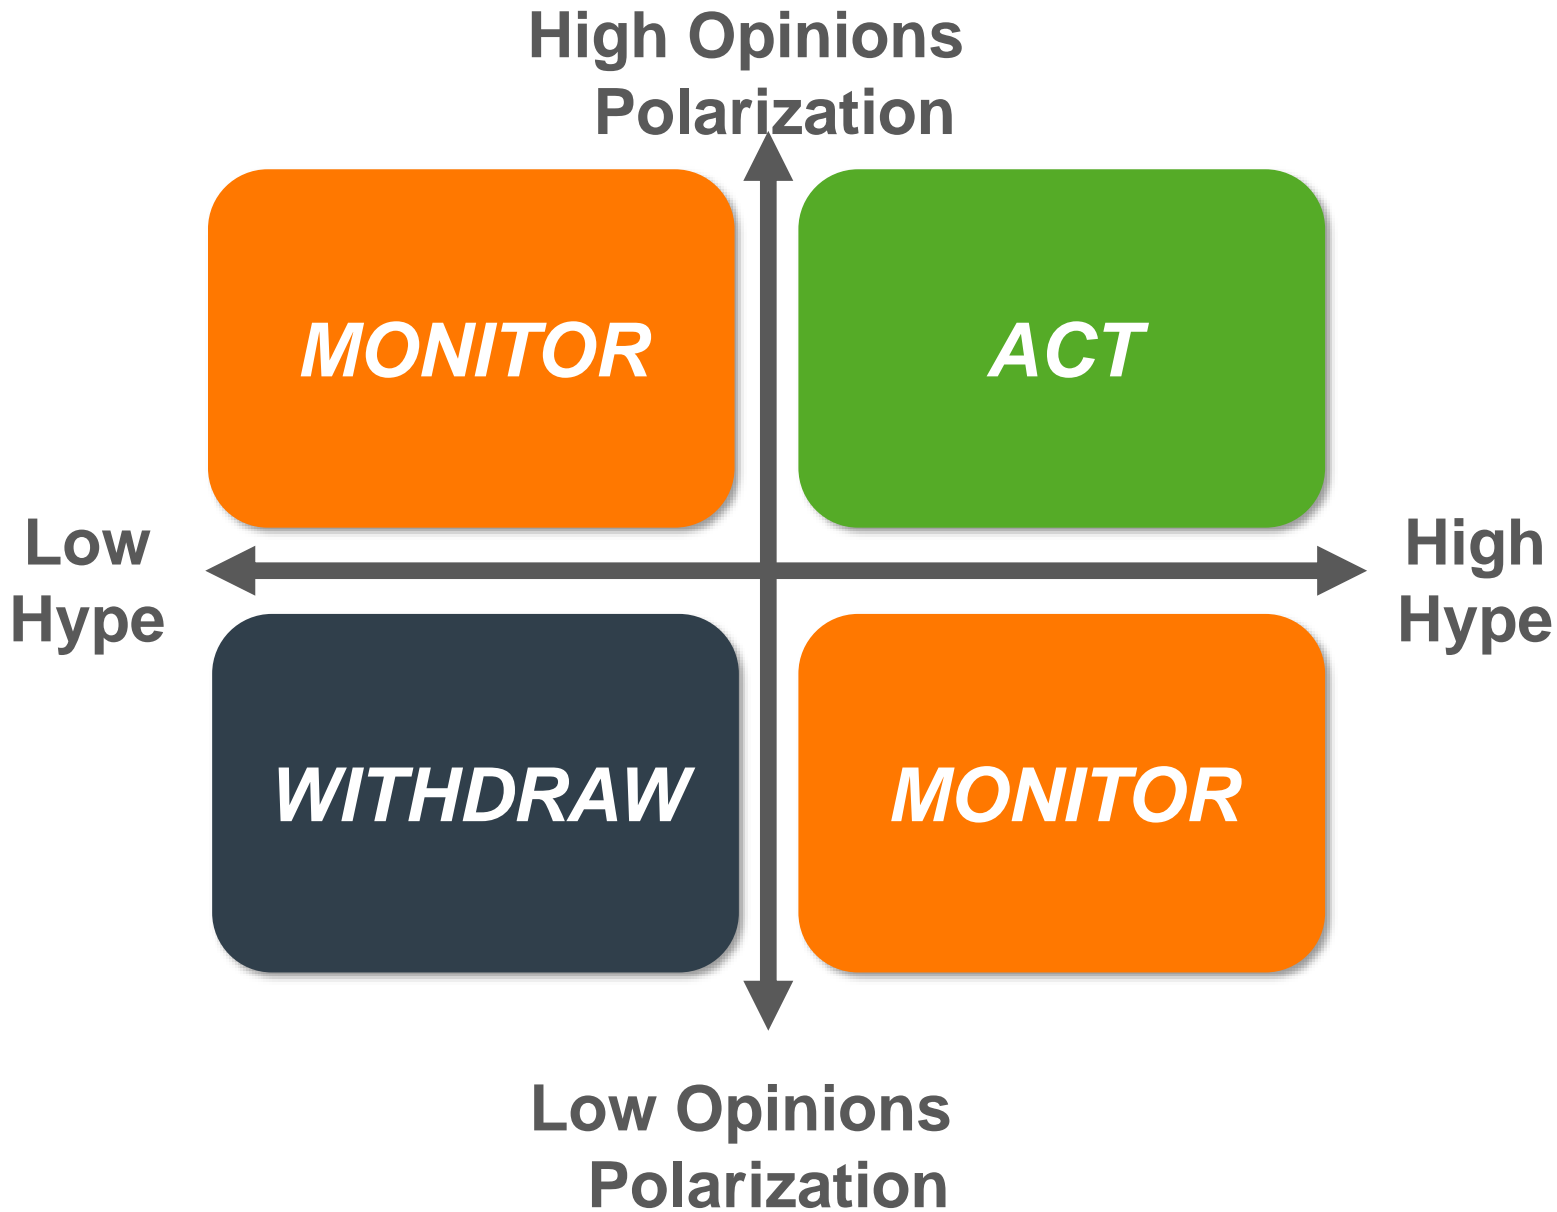 High Opinions
Polarization
MONITOR
ACT
Low
Hype
High
Hype
WITHDRAW
MONITOR
Low Opinions
Polarization